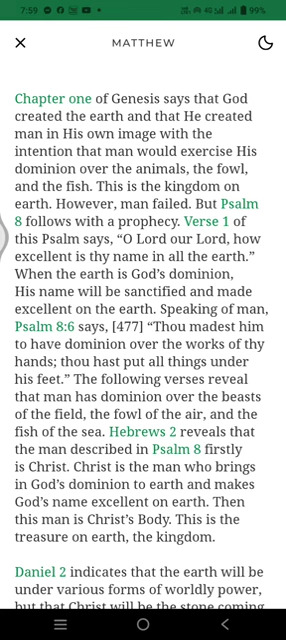 7:59
99%
MATTHEW
Chapter one of Genesis says that God
created the earth and that He created
man in His own image with the
intention that man would exercise His
dominion over the animals, the fowl,
and the fish. This is the kingdom on
earth. However, man failed. But Psalm
8 follows with a prophecy. Verse 1 of
this Psalm says, “O Lord our Lord, how
excellent is thy name in all the earth.”
When the earth is God’s dominion,
His name will be sanctified and made
excellent on the earth. Speaking of man,
Psalm 8:6 says, [477] “Thou madest him
to have dominion over the works of thy
hands; thou hast put all things under
his feet.” The following verses reveal
that man has dominion over the beasts
of the field, the fowl of the air, and the
fish of the sea. Hebrews 2 reveals that
the man described in Psalm 8 firstly
is Christ. Christ is the man who brings
in God’s dominion to earth and makes
God’s name excellent on earth. Then
this man is Christ’s Body. This is the
treasure on earth, the kingdom.
Daniel 2 indicates that the earth will be
under various forms of worldly power,
but that Christ will be the stone coming